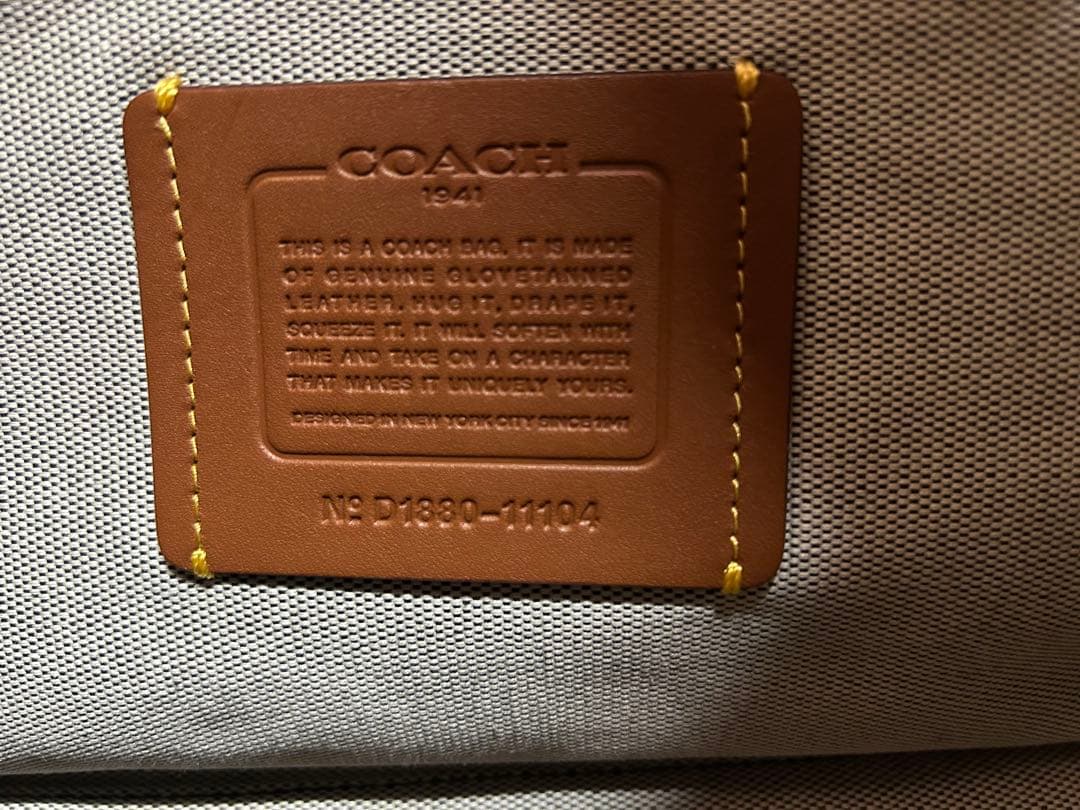 COACH
1941
THIS IS A COACH BAG. IT IS MADE
OF GENUINE GLOVETANNED
LEATHER. HUG IT, DRAPE IT,
SQUEEZE IT. IT WILL SOFTEN WITH
TIME AND TAKE ON A CHARACTER
THAT MAKES IT UNIQUELY YOURS.
DESIGNED IN NEW YORK CITY SINCE 1941
Nº D1880-11104